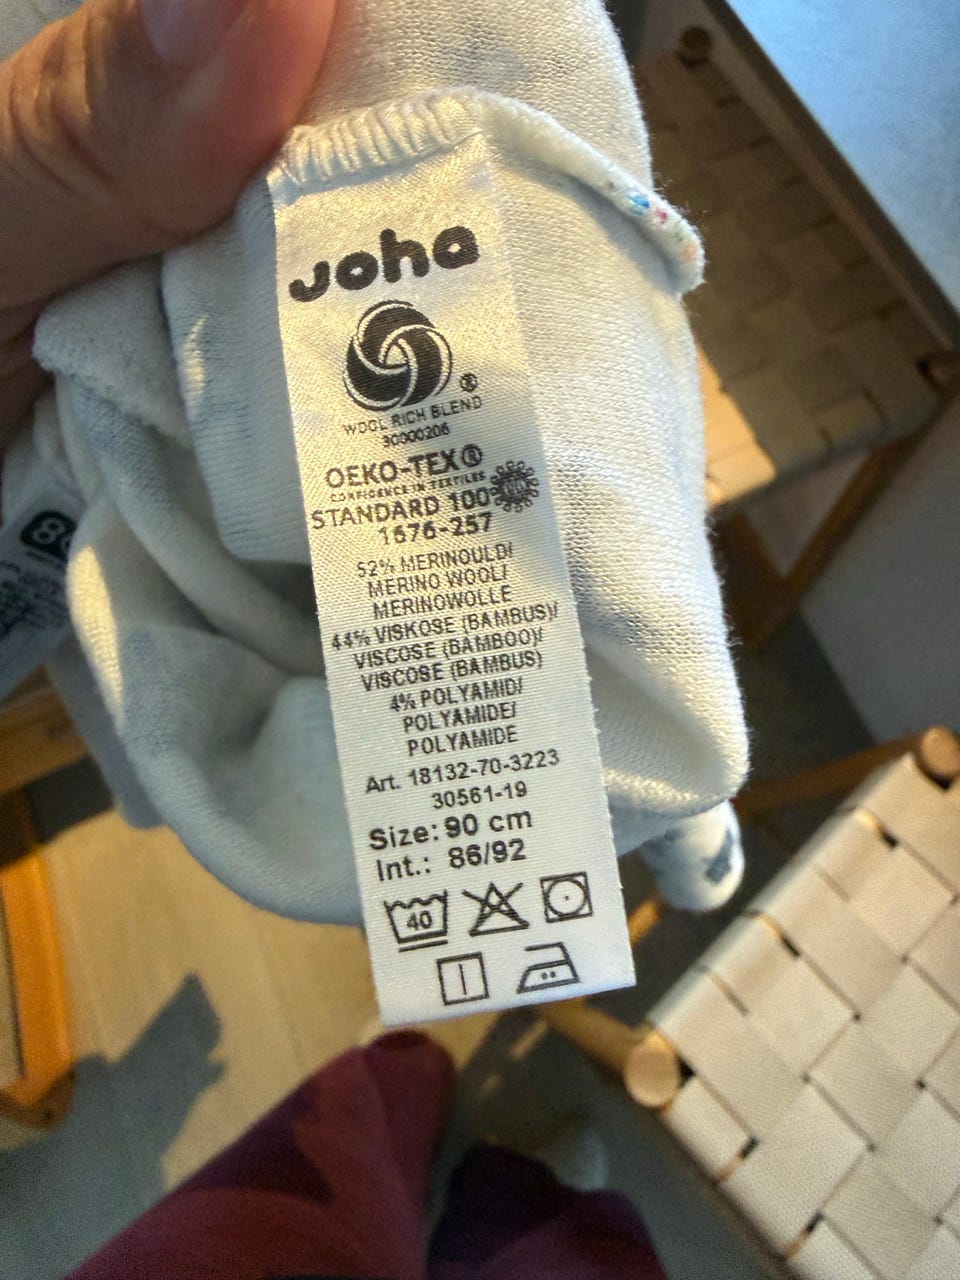 Joha
®
WOOL RICH BLEND
30000206
OEKO-TEX®
CONFIDENCE IN TEXTILES
STANDARD 100
1676-257
52% MERINOULD/
MERINO WOOL/
MERINOWOLLE
44% VISKOSE (BAMBUS)/
VISCOSE (BAMBOO)/
VISCOSE (BAMBUS)
4% POLYAMID/
POLYAMIDE/
POLYAMIDE
Art. 18132-70-3223
30561-19
Size: 90 cm
Int.: 86/92
40